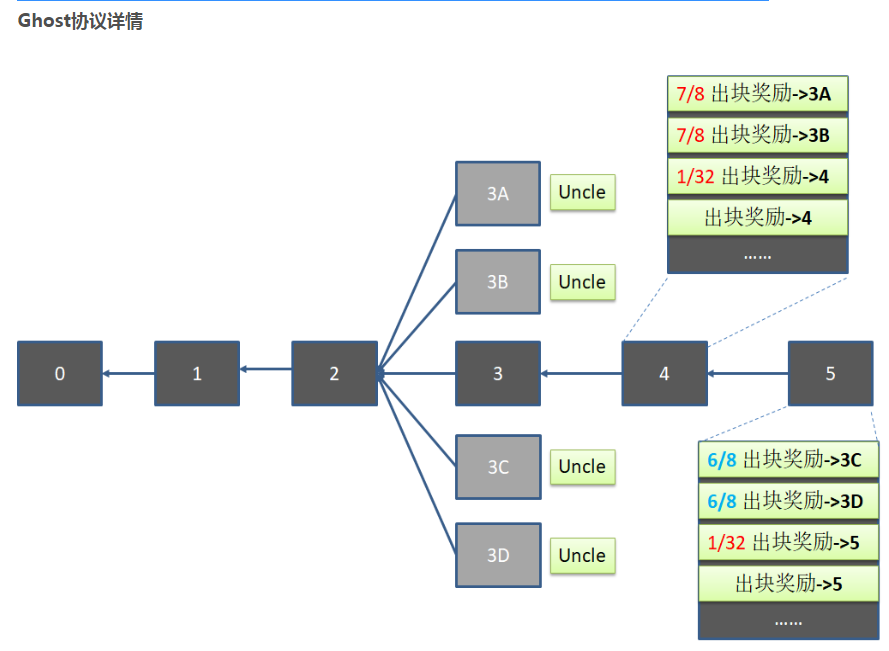 Ghost协议详情
7/8 出块奖励->3A
7/8 出块奖励->3B
1/32 出块奖励->4
出块奖励->4
......
3A
Uncle
3B
Uncle
0
1
2
3
4
5
3C
Uncle
3D
Uncle
6/8 出块奖励->3C
6/8 出块奖励->3D
1/32 出块奖励->5
出块奖励->5
......